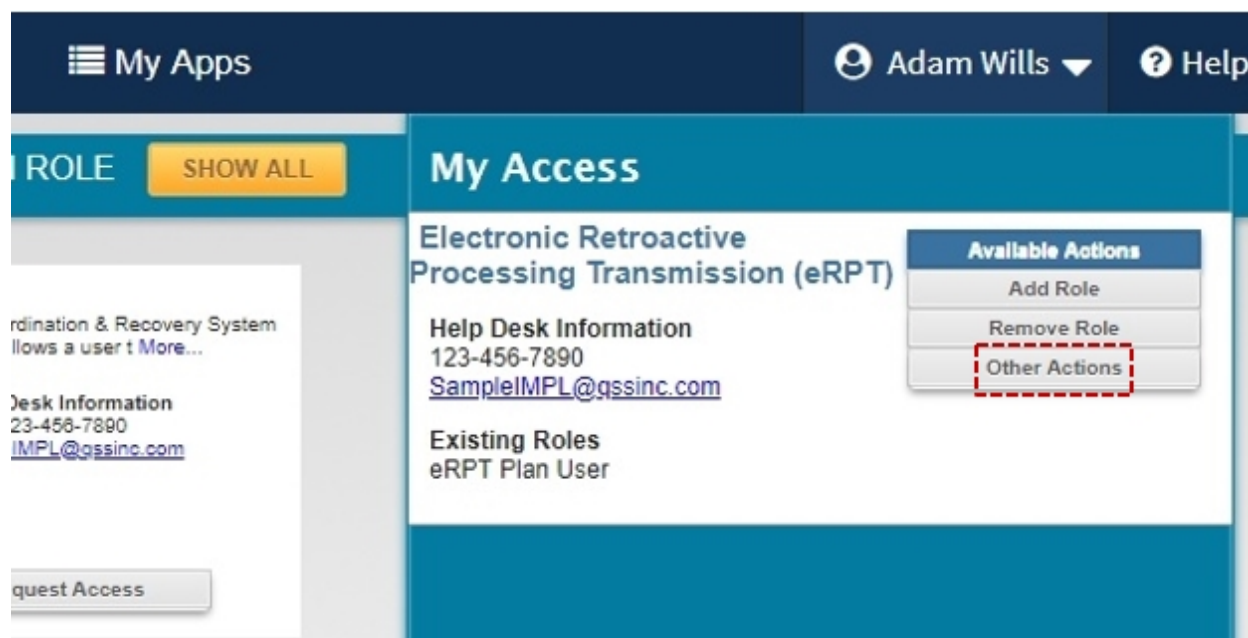 My Apps
Adam Wills
Help
ROLE
SHOW ALL
My Access
rdination & Recovery System
llows a user t More...
Desk Information
23-456-7890
IMPL@qssinc.com
quest Access
Electronic Retroactive
Processing Transmission (eRPT)
Help Desk Information
123-456-7890
SampleIMPL@qssinc.com
Existing Roles
eRPT Plan User
Available Actions
Add Role
Remove Role
Other Actions